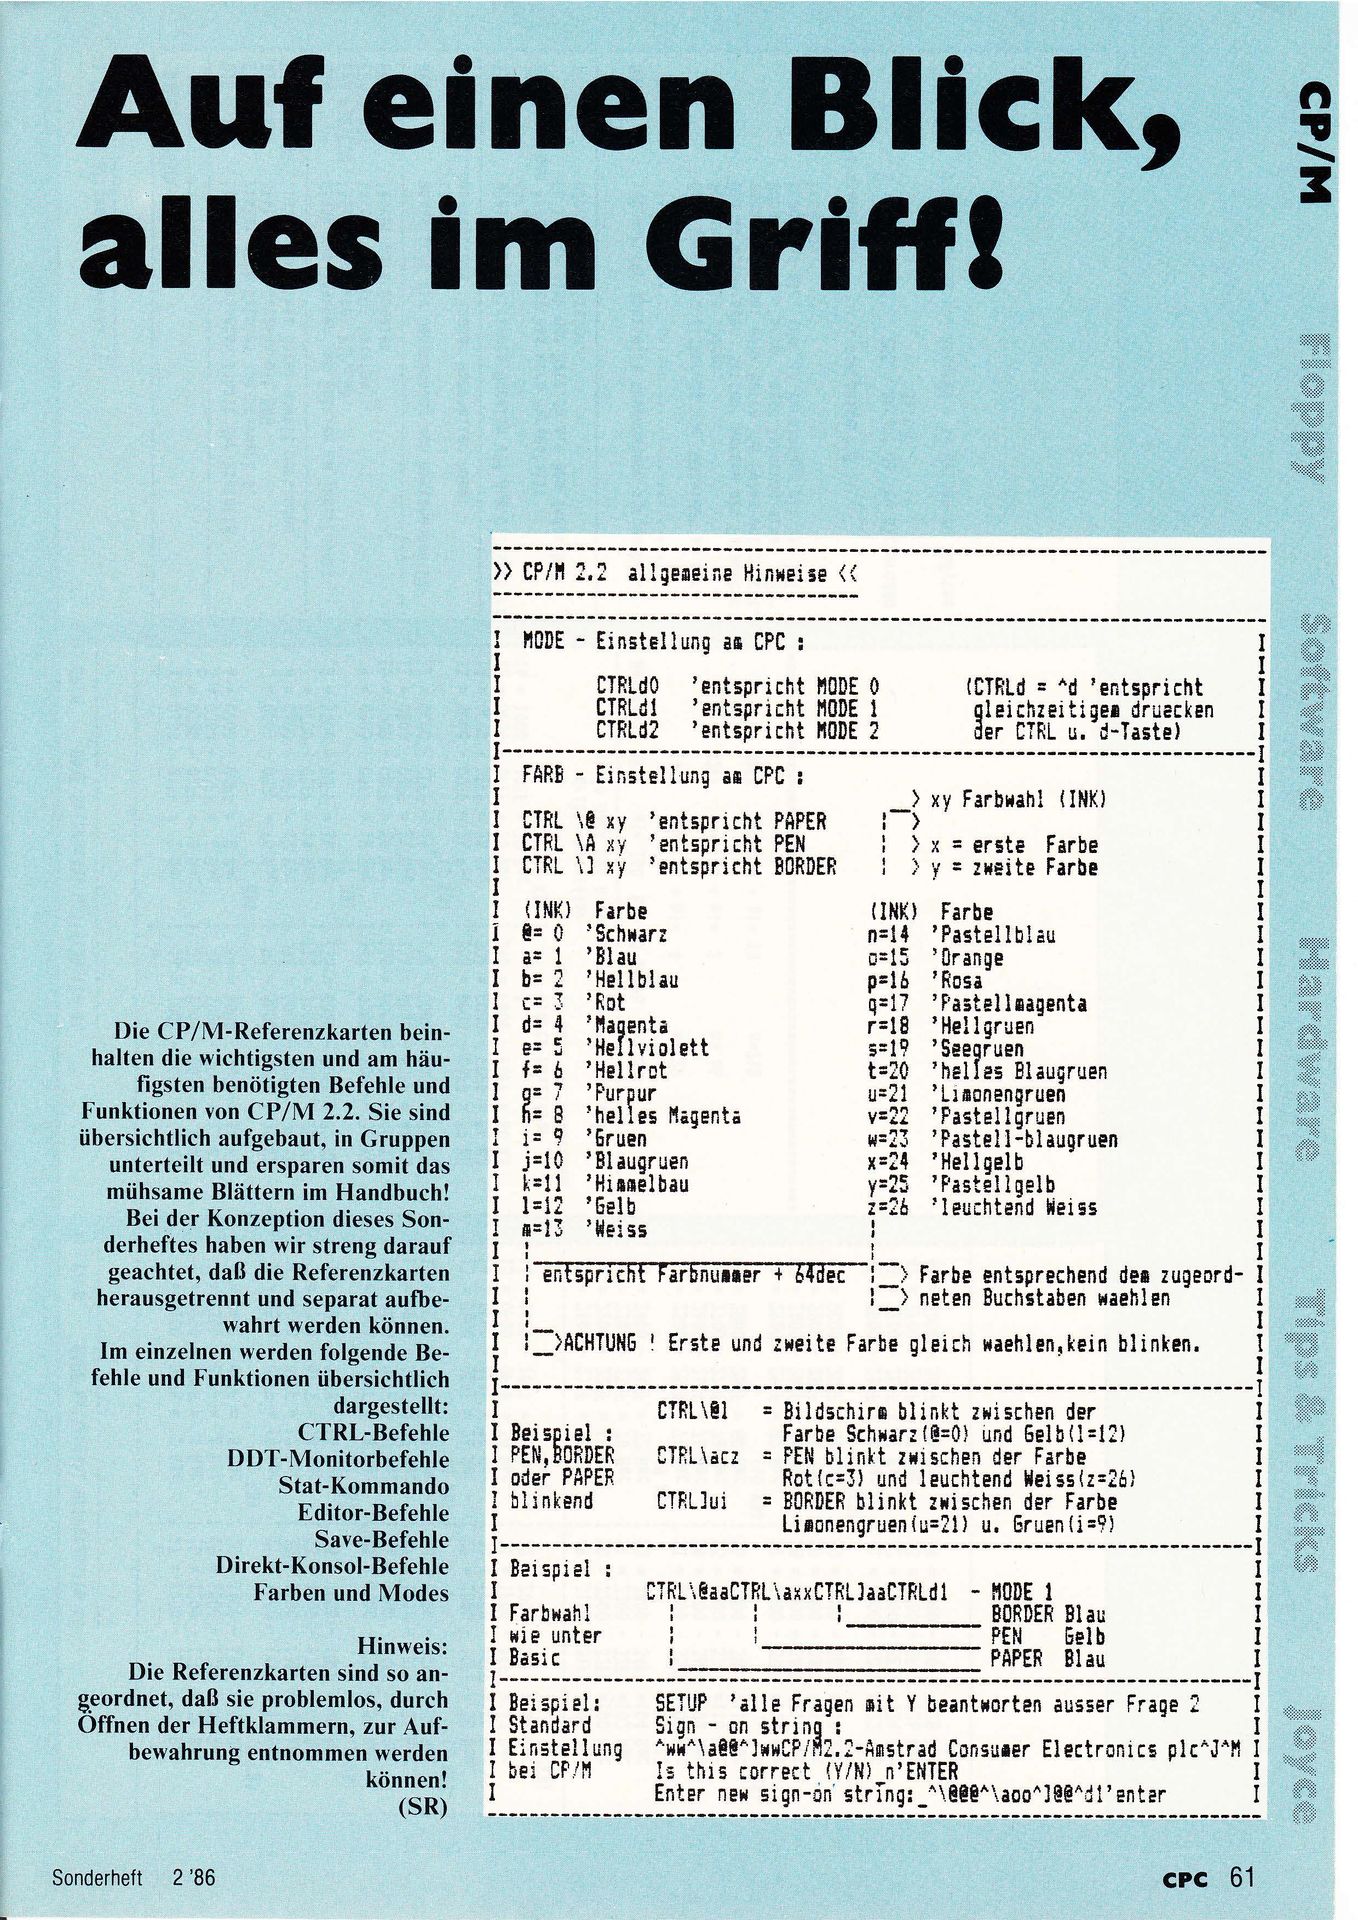 Auf einen Blick,
alles im Griff!
CP/M
Floppy
Software
Hardware
Tips & Tricks
Joyce
Die CP/M-Referenzkarten bein-
halten die wichtigsten und am häu-
figsten benötigten Befehle und
Funktionen von CP/M 2.2. Sie sind
übersichtlich aufgebaut, in Gruppen
unterteilt und ersparen somit das
mühsame Blättern im Handbuch!
Bei der Konzeption dieses Son-
derheftes haben wir streng darauf
geachtet, daß die Referenzkarten
herausgetrennt und separat aufbe-
wahrt werden können.
Im einzelnen werden folgende Be-
fehle und Funktionen übersichtlich
dargestellt:
CTRL-Befehle
DDT-Monitorbefehle
Stat-Kommando
Editor-Befehle
Save-Befehle
Direkt-Konsol-Befehle
Farben und Modes
Hinweis:
Die Referenzkarten sind so an-
geordnet, daß sie problemlos, durch
Öffnen der Heftklammern, zur Auf-
bewahrung entnommen werden
können!
(SR)
>> CP/M 2.2 allgemeine Hinweise <<
MODE - Einstellung am CPC :
CTRLd0 'entspricht MODE 0 (CTRLd = ^d 'entspricht
CTRLd1 'entspricht MODE 1 gleichzeitigem druecken
CTRLd2 'entspricht MODE 2 der CTRL u. d-Taste)
FARB - Einstellung am CPC :
__> xy Farbwahl (INK)
CTRL \@ xy 'entspricht PAPER ¦ >
CTRL \A xy 'entspricht PEN ¦ > x = erste Farbe
CTRL \] xy 'entspricht BORDER ¦ > y = zweite Farbe
(INK) Farbe (INK) Farbe
@= 0 'Schwarz n=14 'Pastellblau
a= 1 'Blau o=15 'Orange
b= 2 'Hellblau p=16 'Rosa
c= 3 'Rot q=17 'Pastellmagenta
d= 4 'Magenta r=18 'Hellgruen
e= 5 'Hellviolett s=19 'Seegruen
f= 6 'Hellrot t=20 'helles Blaugruen
g= 7 'Purpur u=21 'Limonengruen
h= 8 'helles Magenta v=22 'Pastellgruen
i= 9 'Gruen w=23 'Pastell-blaugruen
j=10 'Blaugruen x=24 'Hellgelb
k=11 'Himmelbau y=25 'Pastellgelb
l=12 'Gelb z=26 'leuchtend Weiss
m=13 'Weiss
entspricht Farbnummer + 64dec ¦__> Farbe entsprechend dem zugeord-
¦__> neten Buchstaben waehlen
¦__>ACHTUNG ! Erste und zweite Farbe gleich waehlen,kein blinken.
CTRL\@l = Bildschirm blinkt zwischen der
Beispiel : Farbe Schwarz(@=0) und Gelb(l=12)
PEN,BORDER CTRL\acz = PEN blinkt zwischen der Farbe
oder PAPER Rot(c=3) und leuchtend Weiss(z=26)
blinkend CTRL]ui = BORDER blinkt zwischen der Farbe
Limonengruen(u=21) u. Gruen(i=9)
Beispiel :
CTRL\@aaCTRL\axxCTRL]aaCTRLd1 - MODE 1
Farbwahl BORDER Blau
wie unter PEN Gelb
Basic PAPER Blau
Beispiel: SETUP 'alle Fragen mit Y beantworten ausser Frage 2
Standard Sign - on string :
Einstellung ^ww^\a@@^]wwCP/M2.2-Amstrad Consumer Electronics plc^J^M
bei CP/M Is this correct (Y/N)_n'ENTER
Enter new sign-on string:_^\@@@^\aoo^]@@^d1'enter
Sonderheft 2 '86
CPC 61